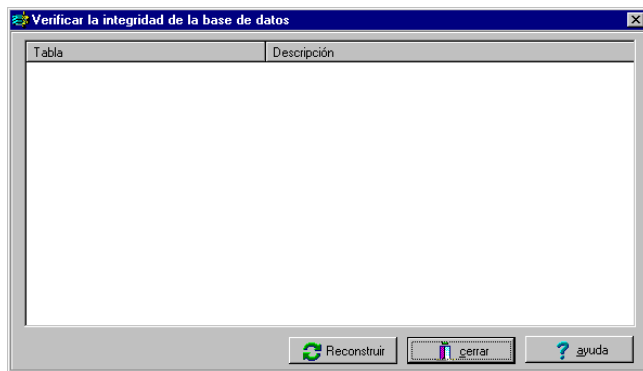 Verificar la integridad de la base de datos
Tabla Descripción
Reconstruir cerrar ayuda